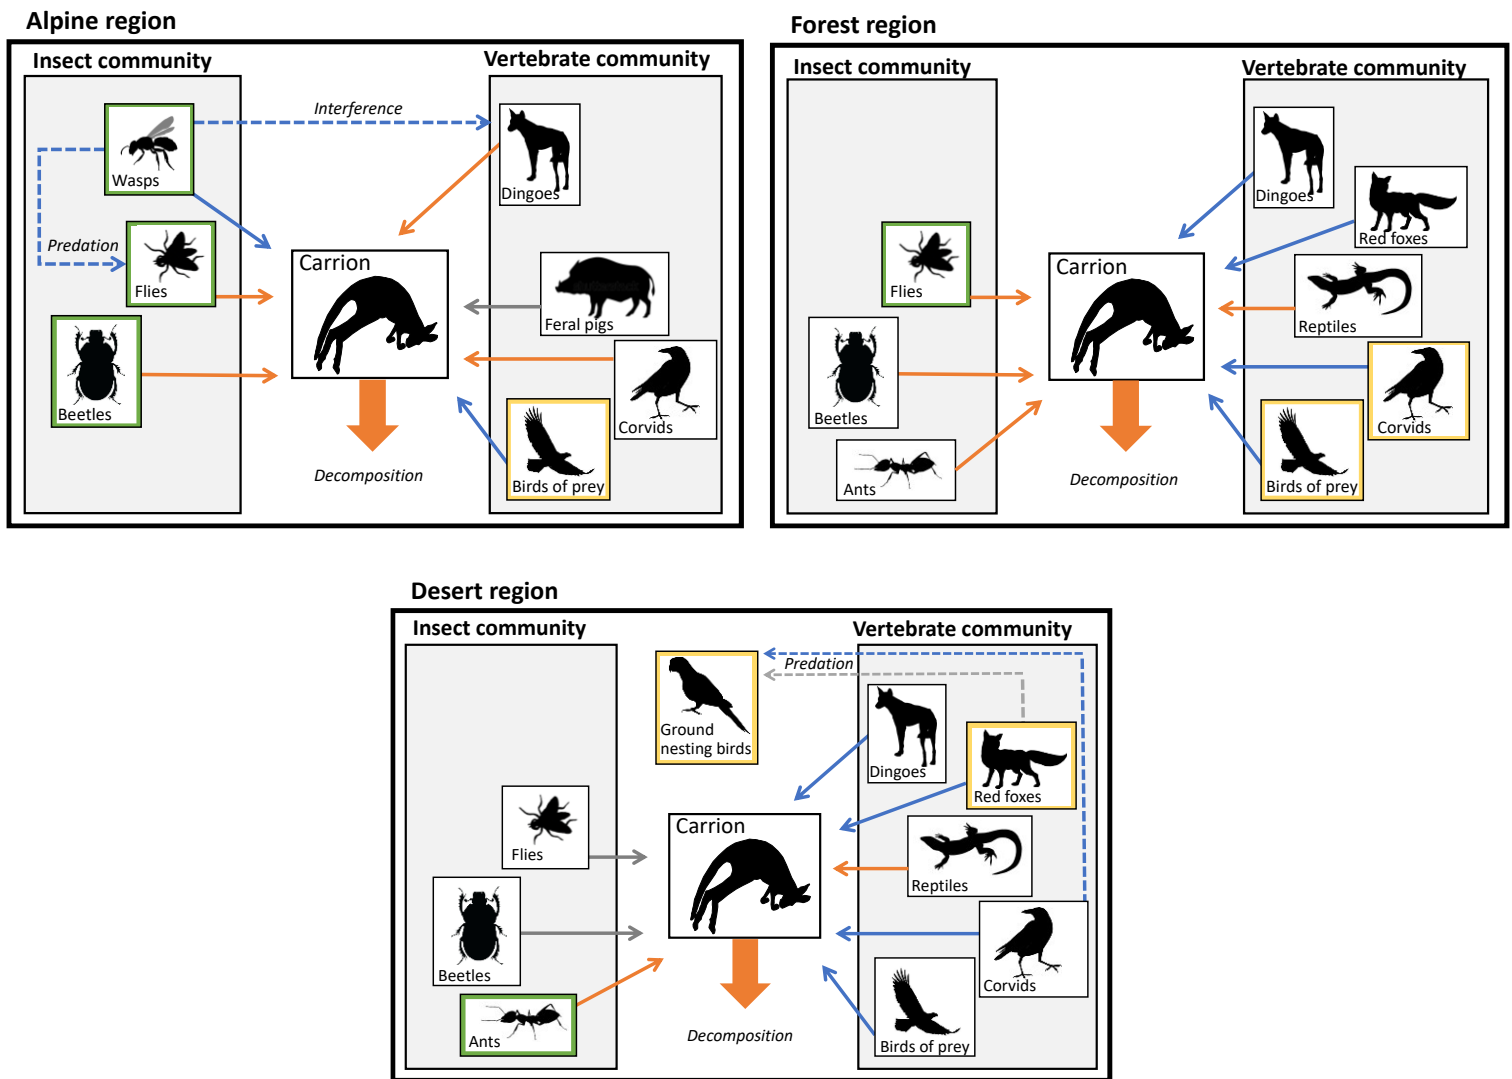 Alpine region
Insect community
Vertebrate community
Interference
Wasps
Dingoes
Predation
Flies
Carrion
Feral pigs
Beetles
Corvids
Birds of prey
Decomposition
Forest region
Insect community
Vertebrate community
Dingoes
Red foxes
Flies
Carrion
Reptiles
Beetles
Corvids
Ants
Birds of prey
Decomposition
Desert region
Insect community
Vertebrate community
Predation
Ground
nesting birds
Dingoes
Red foxes
Flies
Carrion
Reptiles
Beetles
Corvids
Ants
Birds of prey
Decomposition